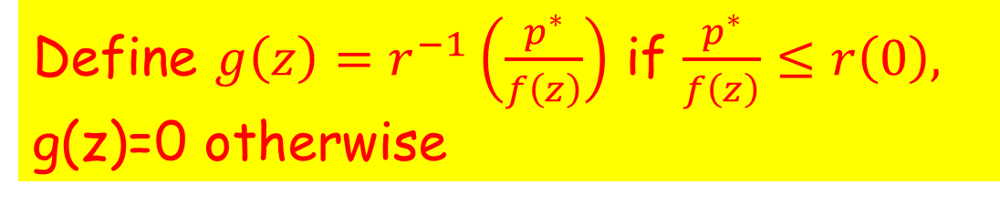 Define g(z) = r⁻¹(p*/f(z)) if p*/f(z) ≤ r(0),
g(z)=0 otherwise